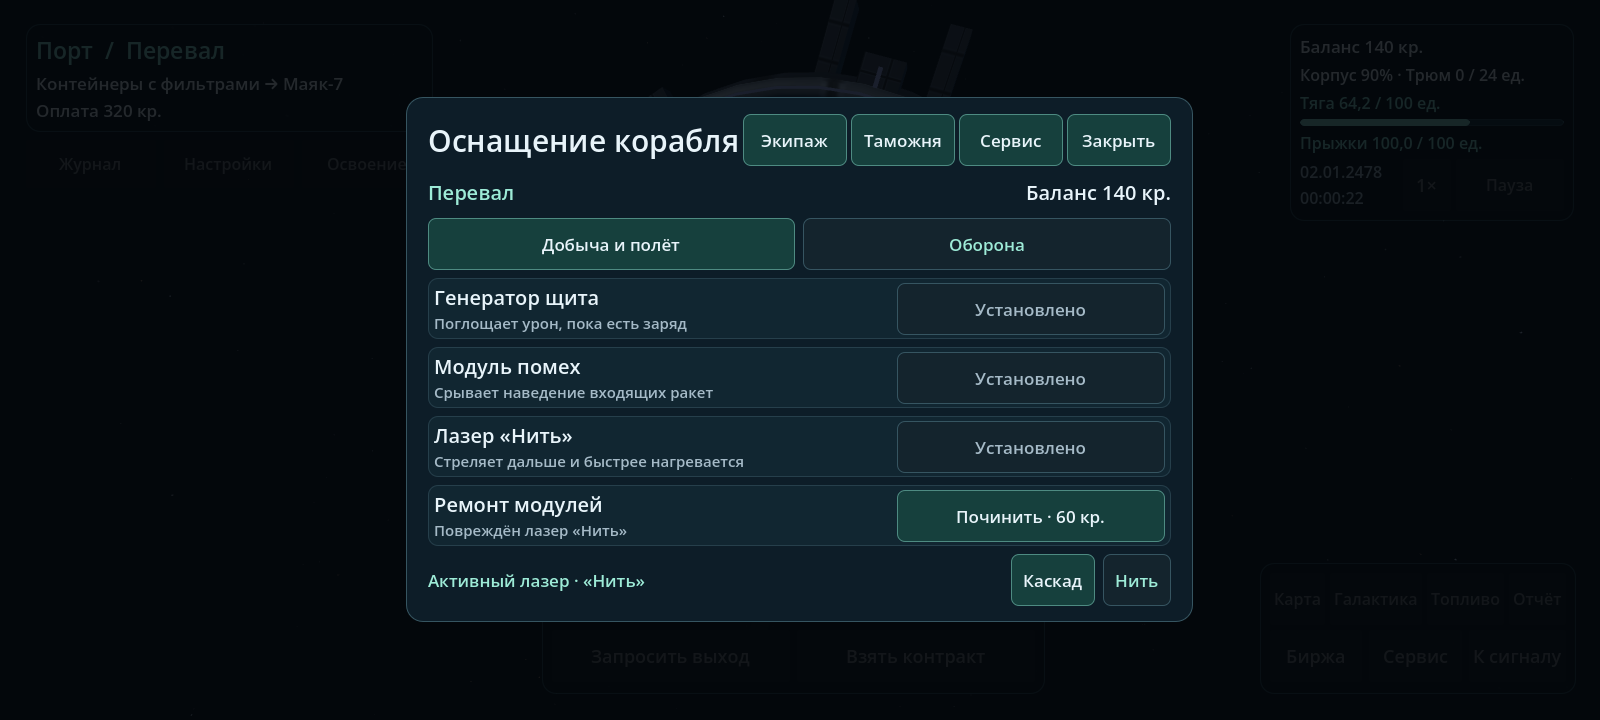 Порт / Перевал
Контейнеры с фильтрами → Маяк-7
Оплата 320 кр.
Журнал
Настройки
Освоение
Баланс 140 кр.
Корпус 90% · Трюм 0 / 24 ед.
Тяга 64,2 / 100 ед.
Прыжки 100,0 / 100 ед.
02.01.2478
00:00:22
1×
Пауза
Оснащение корабля
Экипаж
Таможня
Сервис
Закрыть
Перевал
Баланс 140 кр.
Добыча и полёт
Оборона
Генератор щита
Поглощает урон, пока есть заряд
Установлено
Модуль помех
Срывает наведение входящих ракет
Установлено
Лазер «Нить»
Стреляет дальше и быстрее нагревается
Установлено
Ремонт модулей
Повреждён лазер «Нить»
Починить · 60 кр.
Активный лазер · «Нить»
Каскад
Нить
Запросить выход
Взять контракт
Карта
Галактика
Топливо
Отчёт
Биржа
Сервис
К сигналу